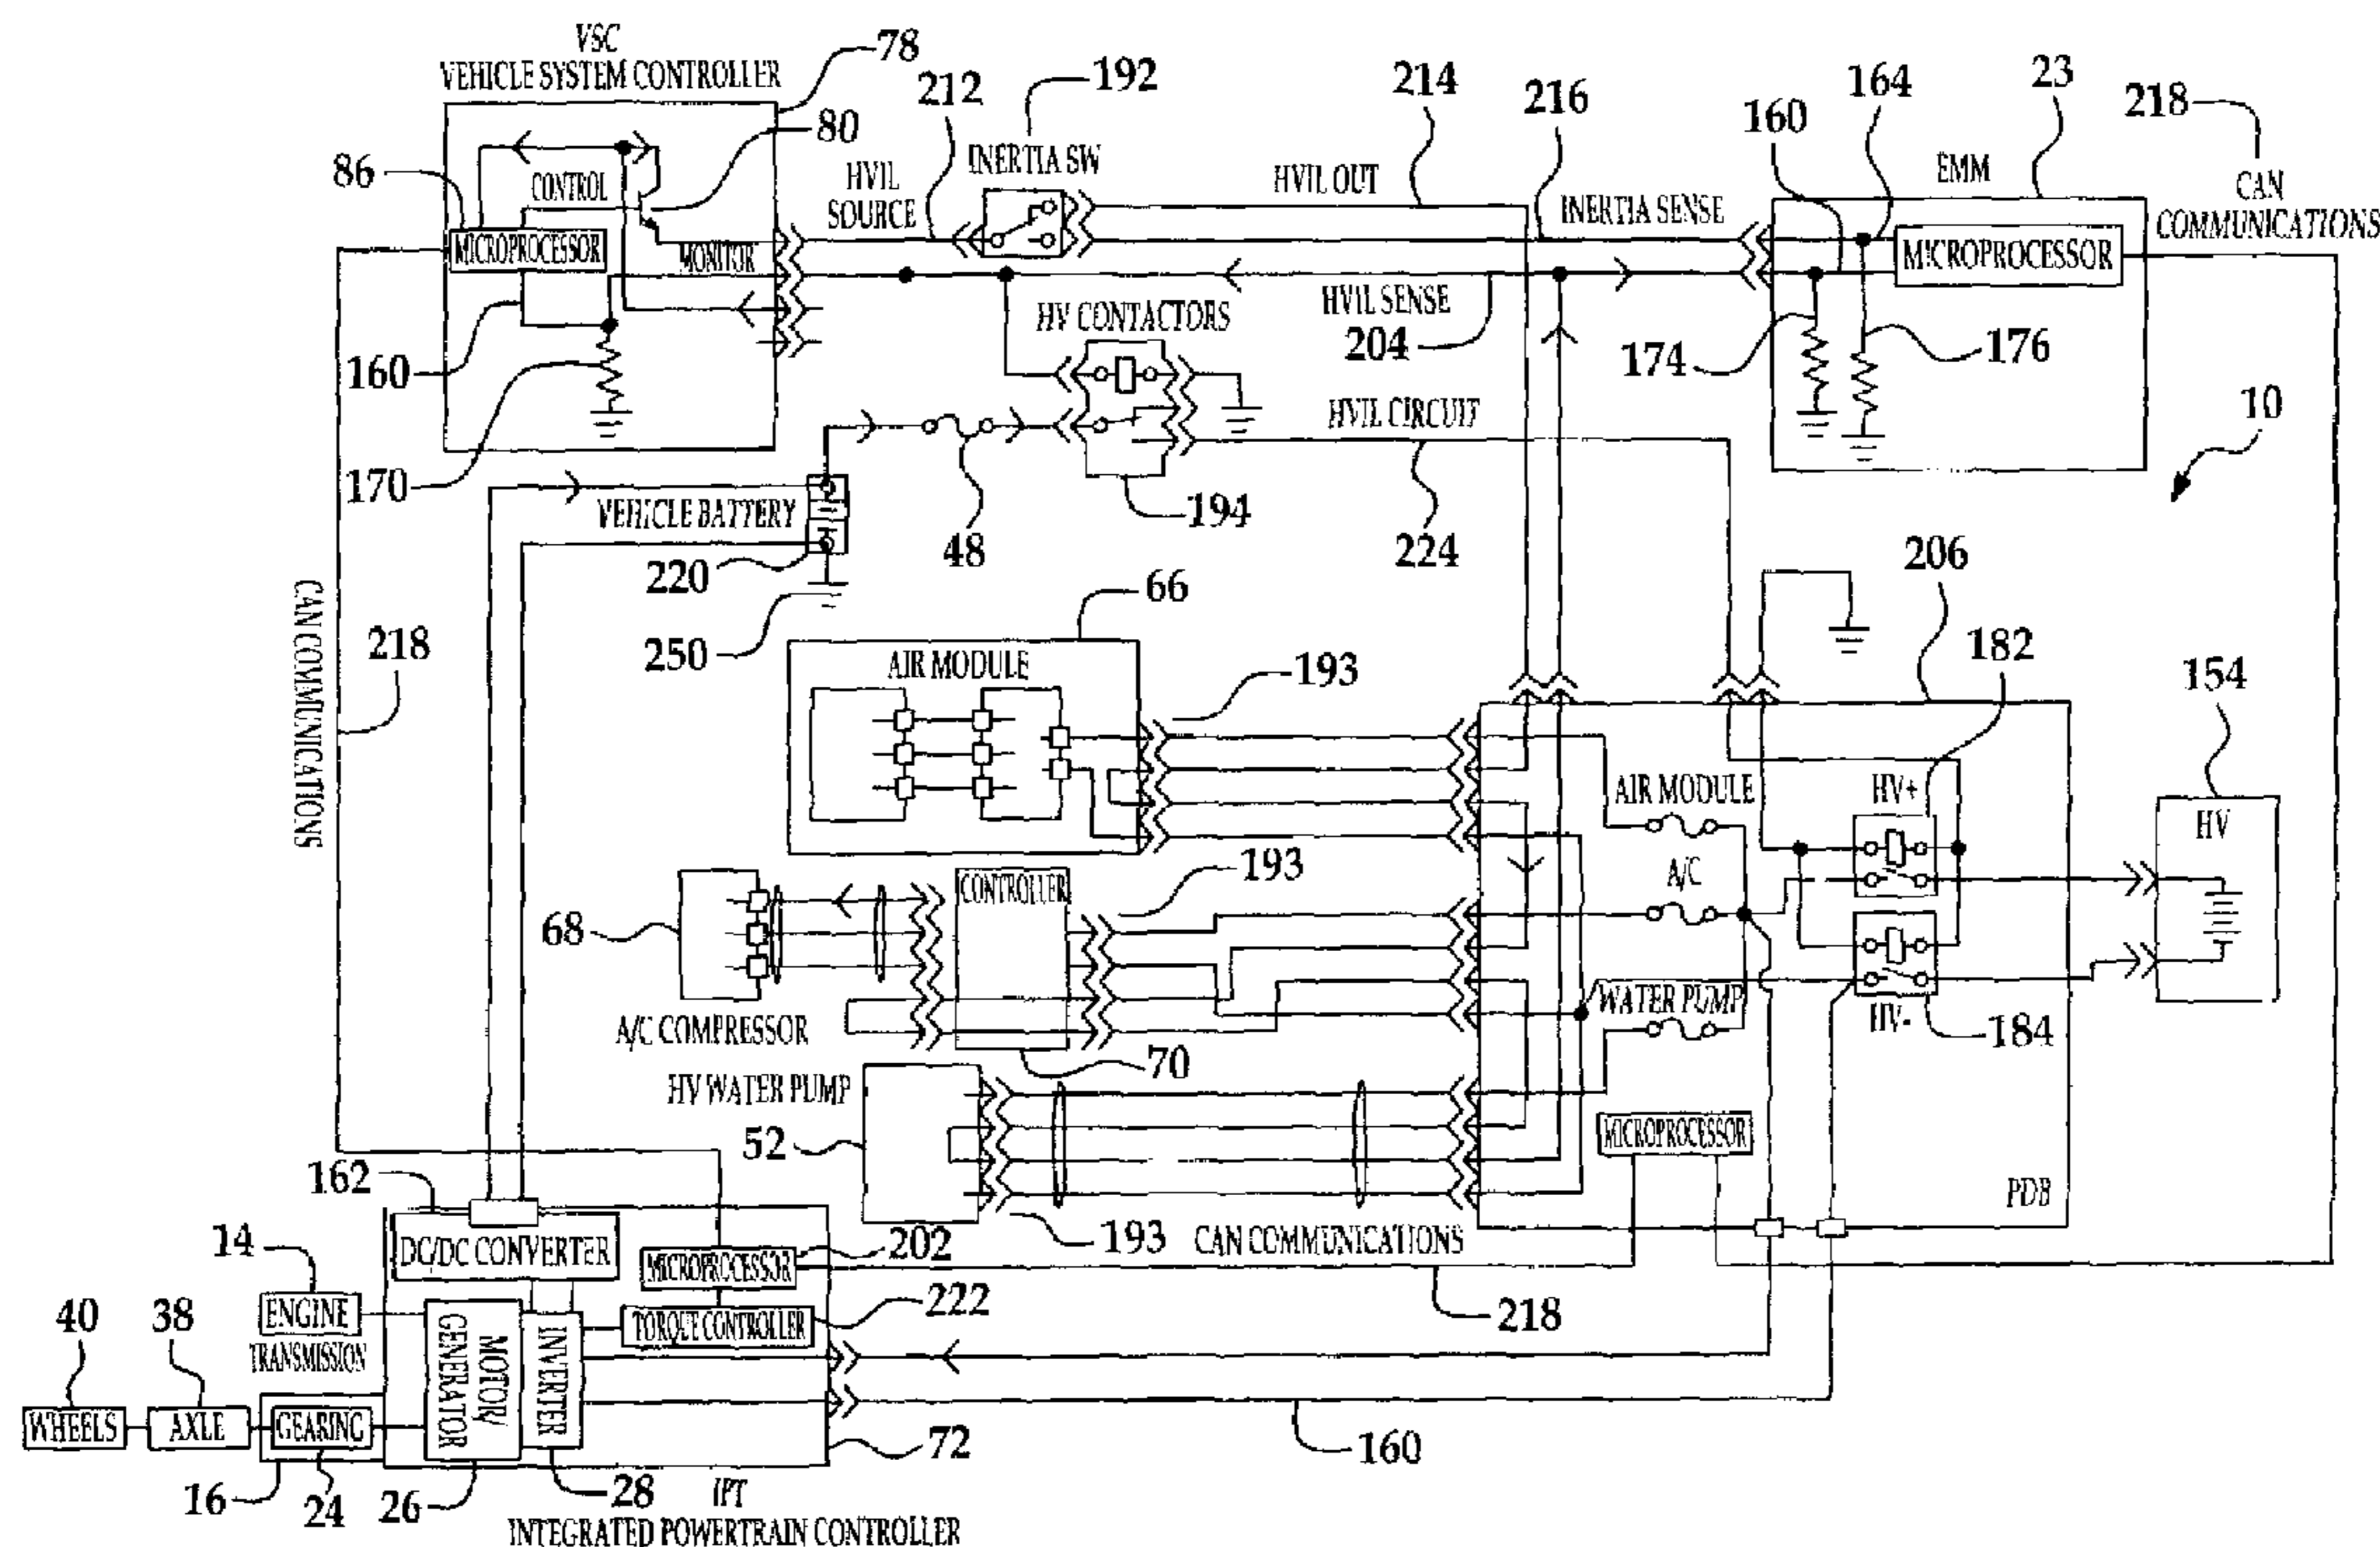 VSC
VEHICLE SYSTEM CONTROLLER
78
80
86
CONTROL
MICROPROCESSOR
MONITOR
160
170
HVIL
SOURCE
212
192
INERTIA SW
214
HVIL OUT
216
INERTIA SENSE
160
164
23
EMM
MICROPROCESSOR
218
CAN
COMMUNICATIONS
174
176
10
HVIL SENSE
204
HV CONTACTORS
HVIL CIRCUIT
194
224
48
VEHICLE BATTERY
220
250
CAN COMMUNICATIONS
218
66
AIR MODULE
193
206
182
154
AIR MODULE
HV+
HV
A/C
68
CONTROLLER
193
A/C COMPRESSOR
70
WATER PUMP
HV-
184
HV WATER PUMP
52
193
MICROPROCESSOR
PDB
CAN COMMUNICATIONS
218
162
DC/DC CONVERTER
202
MICROPROCESSOR
222
TORQUE CONTROLLER
14
ENGINE
TRANSMISSION
40
38
WHEELS
AXLE
GEARING
MOTOR/
GENERATOR
INVERTER
160
72
16
24
26
28
IPT
INTEGRATED POWERTRAIN CONTROLLER